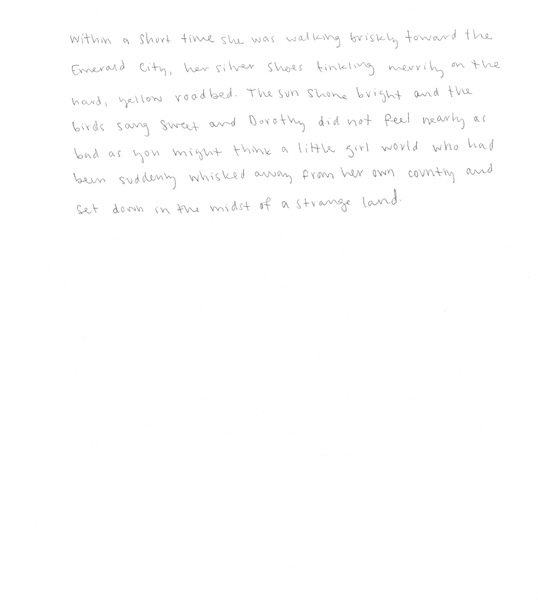 Within a short time she was walking briskly toward the
Emerald City, her silver shoes tinkling merrily on the
hard, yellow roadbed. The sun shone bright and the
birds sang sweet and Dorothy did not feel nearly as
bad as you might think a little girl world who had
been suddenly whisked away from her own country and
set down in the midst of a strange land.